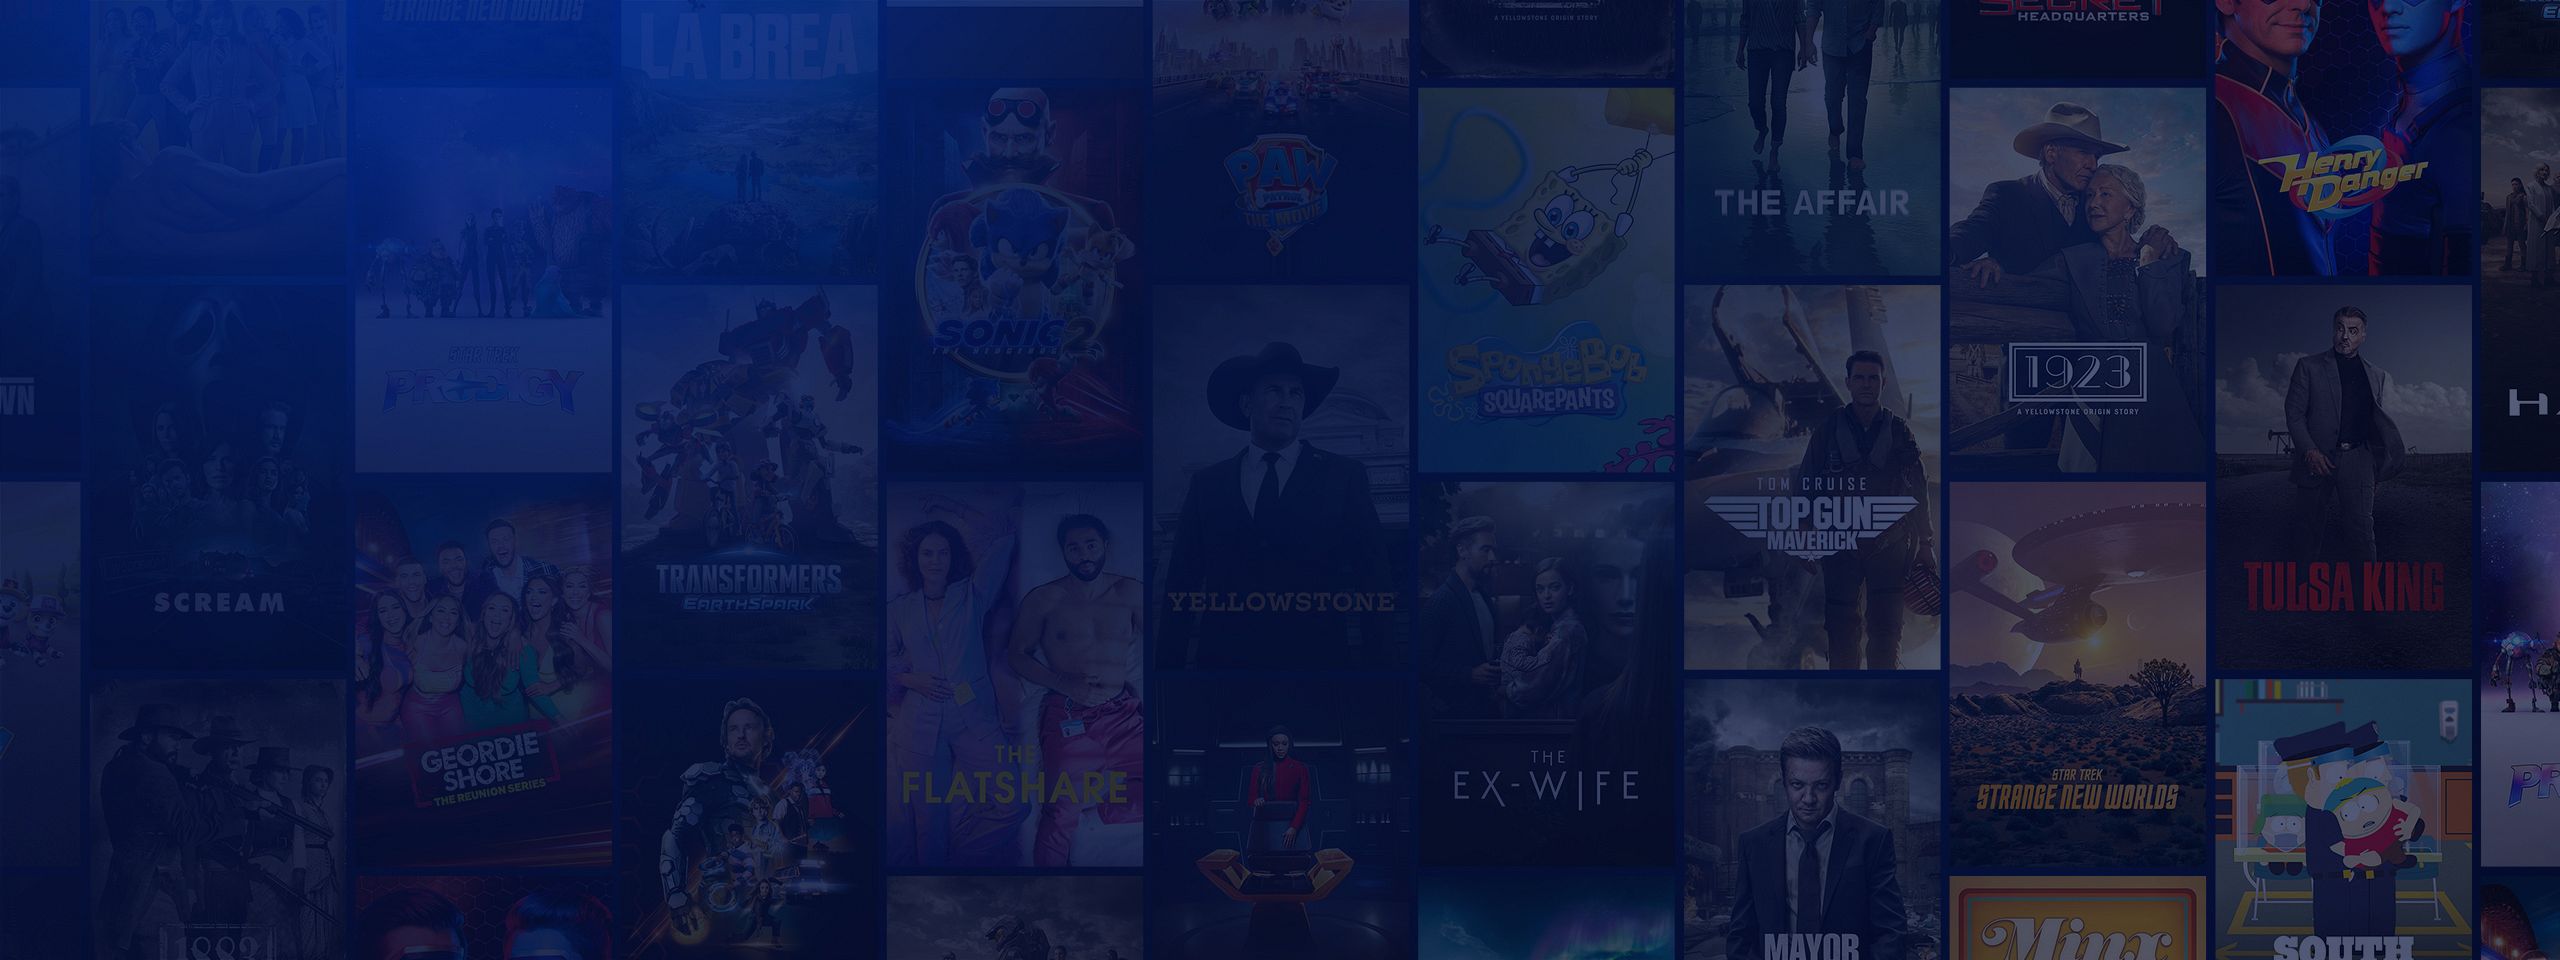 STRANGE NEW WORLDS
LA BREA
A YELLOWSTONE ORIGIN STORY
HEADQUARTERS
PAW
PATROL
THE MOVIE
THE AFFAIR
Henry
Danger
STAR TREK
PRODIGY
WN
SONIC
2
THE HEDGEHOG
SPONGEBOB
SQUAREPANTS
1923
A YELLOWSTONE ORIGIN STORY
H
SCREAM
TRANSFORMERS
EARTHSPARK
YELLOWSTONE
TOM CRUISE
TOP GUN
MAVERICK
TULSA KING
GEORDIE
SHORE
THE REUNION SERIES
THE
FLATSHARE
THE
EX-WIFE
STAR TREK
STRANGE NEW WORLDS
PR
1883
MAYOR
Minx
SOUTH